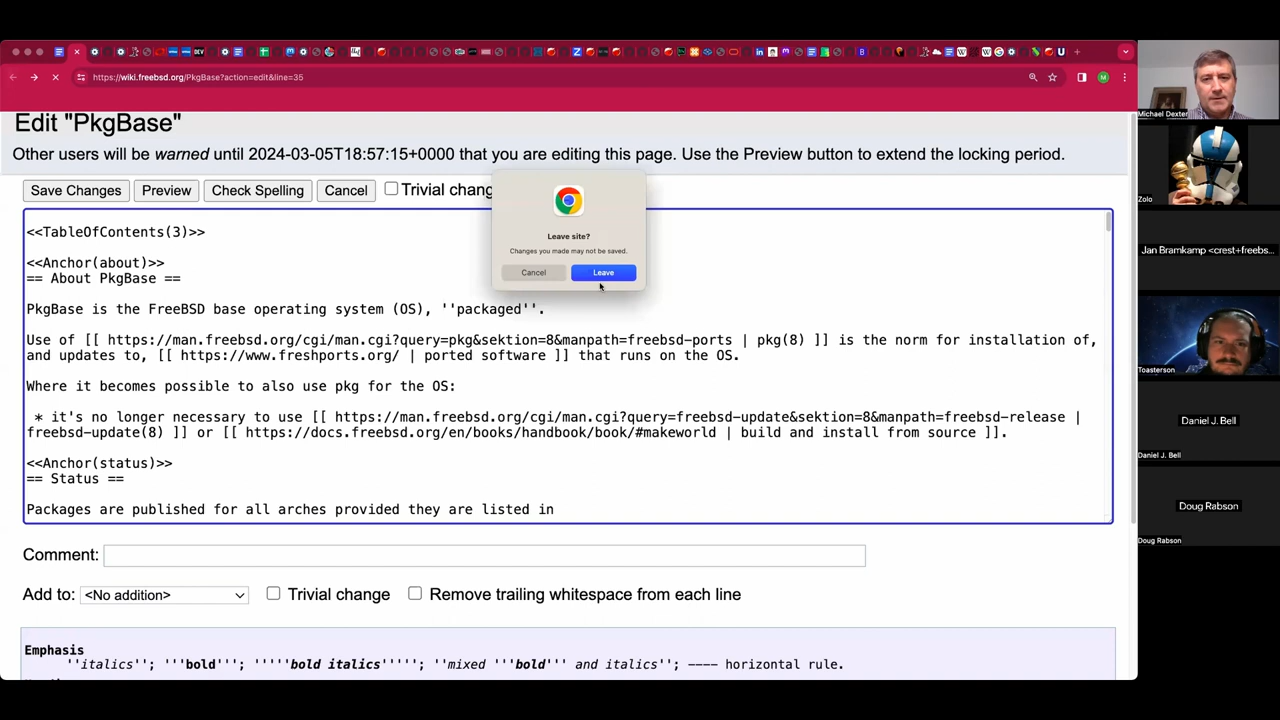 https://wiki.freebsd.org/PkgBase?action=edit&line=35
Edit "PkgBase"
Other users will be warned until 2024-03-05T18:57:15+0000 that you are editing this page. Use the Preview button to extend the locking period.
Save Changes Preview Check Spelling Cancel Trivial chang
Leave site?
Changes you made may not be saved.
Cancel Leave
<<TableOfContents(3)>>
<<Anchor(about)>>
== About PkgBase ==
PkgBase is the FreeBSD base operating system (OS), ''packaged''.
Use of [[ https://man.freebsd.org/cgi/man.cgi?query=pkg&sektion=8&manpath=freebsd-ports | pkg(8) ]] is the norm for installation of,
and updates to, [[ https://www.freshports.org/ | ported software ]] that runs on the OS.
Where it becomes possible to also use pkg for the OS:
* it's no longer necessary to use [[ https://man.freebsd.org/cgi/man.cgi?query=freebsd-update&sektion=8&manpath=freebsd-release |
freebsd-update(8) ]] or [[ https://docs.freebsd.org/en/books/handbook/book/#makeworld | build and install from source ]].
<<Anchor(status)>>
== Status ==
Packages are published for all arches provided they are listed in
Comment:
Add to: <No addition> Trivial change Remove trailing whitespace from each line
Emphasis
''italics''; '''bold'''; '''''bold italics'''''; ''mixed '''bold''' and italics''; ---- horizontal rule.
Michael Dexter
Zolo
Jan Bramkamp <crest+freebs...
Toasterson
Daniel J. Bell
Daniel J. Bell
Doug Rabson
Doug Rabson